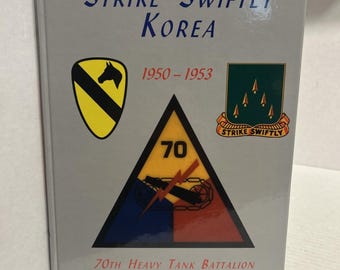 STRIKE SWIFTLY
KOREA
1950 – 1953
70
STRIKE SWIFTLY
70TH HEAVY TANK BATTALION